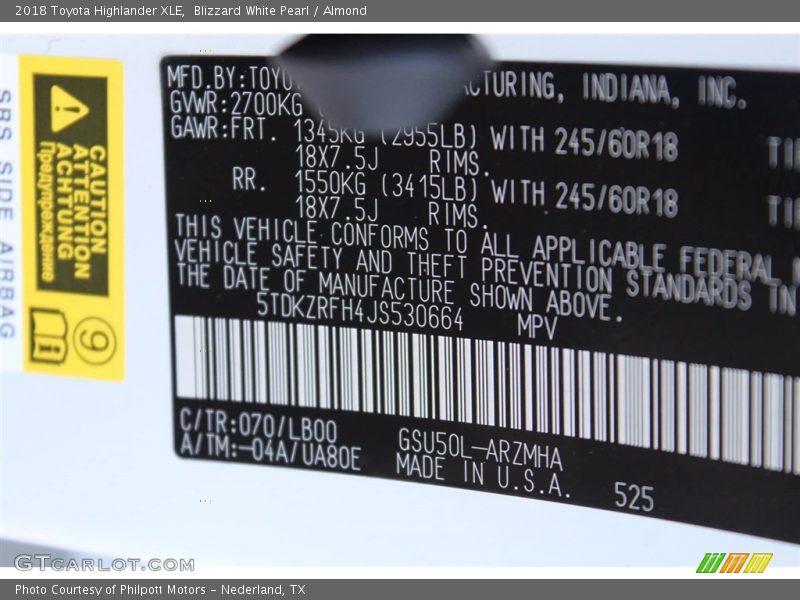 2018 Toyota Highlander XLE, Blizzard White Pearl / Almond
MFD.BY:TOYO TURING, INDIANA, INC.
GVWR:2700KG
GAWR:FRT. 1345KG (2955LB) WITH 245/60R18 TI
18X7.5J RIMS.
RR. 1550KG (3415LB) WITH 245/60R18 TI
18X7.5J RIMS.
THIS VEHICLE CONFORMS TO ALL APPLICABLE FEDERAL
VEHICLE SAFETY AND THEFT PREVENTION STANDARDS IN
THE DATE OF MANUFACTURE SHOWN ABOVE.
5TDKZRFH4JS530664 MPV
C/TR:070/LB00
A/TM:-04A/UA80E
GSU50L-ARZMHA
MADE IN U.S.A. 525
SRS SIDE AIRBAG
CAUTION
ATTENTION
ACHTUNG
Предупреждение
9
GTCARLOT.COM
Photo Courtesy of Philpott Motors - Nederland, TX